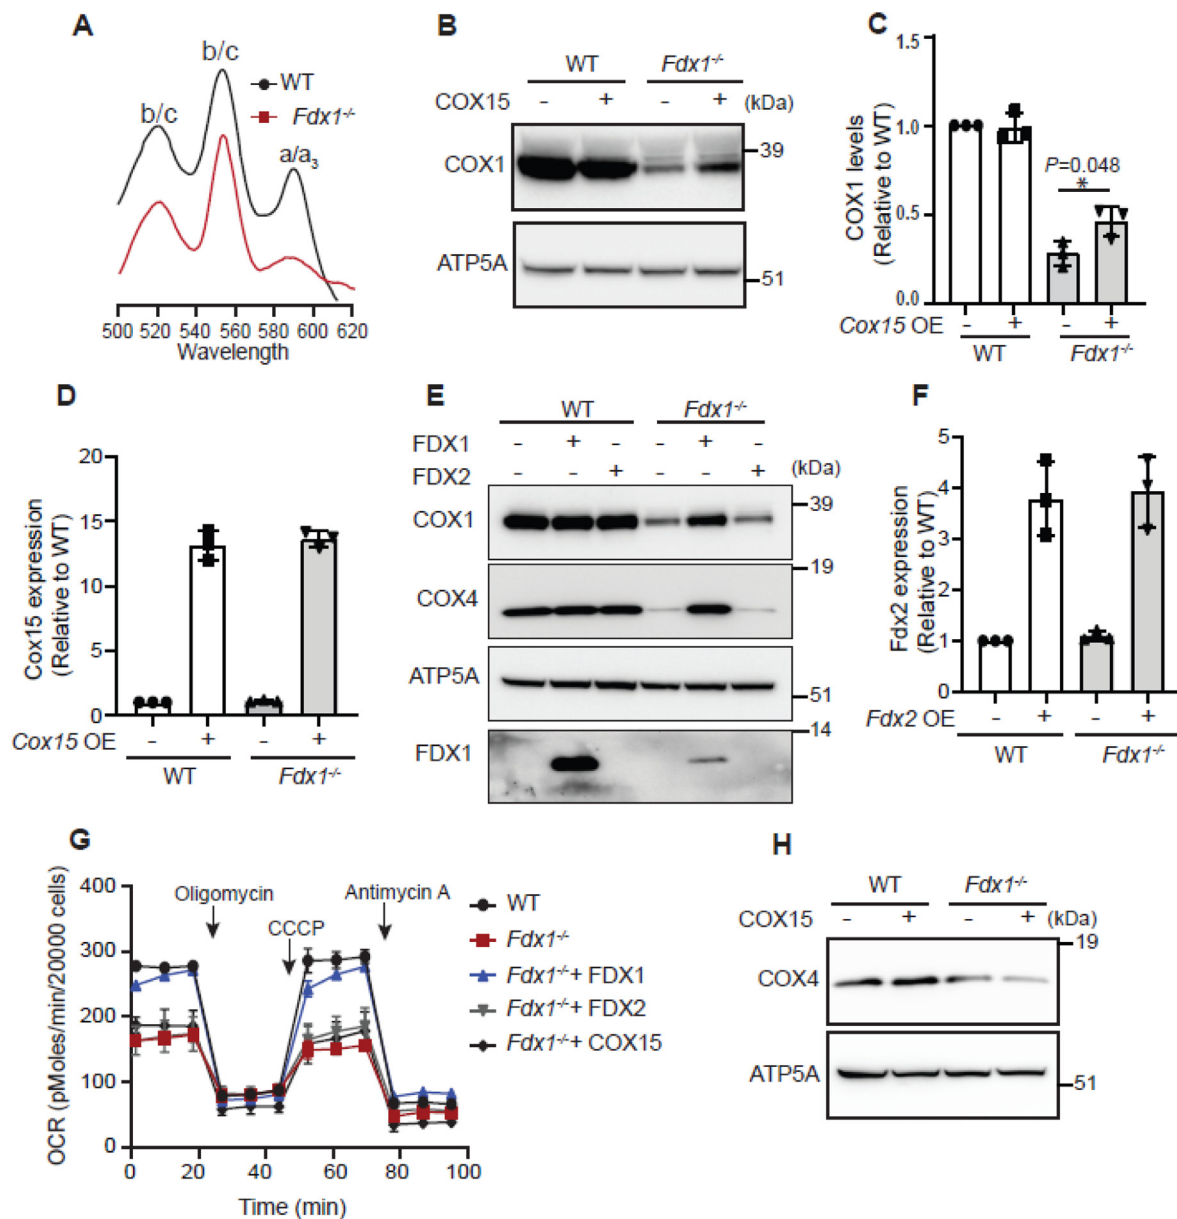 A
b/c
b/c
a/a3
WT
Fdx1-/-
500 520 540 560 580 600 620
Wavelength
B
WT Fdx1-/-
COX15 - + - + (kDa)
COX1
39
ATP5A
51
C
1.5
1.0
0.5
0.0
COX1 levels
(Relative to WT)
P=0.048
*
Cox15 OE - + - +
WT Fdx1-/-
D
20
15
10
5
0
Cox15 expression
(Relative to WT)
Cox15 OE - + - +
WT Fdx1-/-
E
WT Fdx1-/-
FDX1 - + - - + -
FDX2 - - + - - + (kDa)
COX1
39
19
COX4
ATP5A
51
14
FDX1
F
5
4
3
2
1
0
Fdx2 expression
(Relative to WT)
Fdx2 OE - + - +
WT Fdx1-/-
G
400
300
200
100
0
OCR (pMoles/min/20000 cells)
Oligomycin
CCCP
Antimycin A
0 20 40 60 80 100
Time (min)
WT
Fdx1-/-
Fdx1-/- + FDX1
Fdx1-/- + FDX2
Fdx1-/- + COX15
H
WT Fdx1-/-
COX15 - + - + (kDa)
19
COX4
ATP5A
51